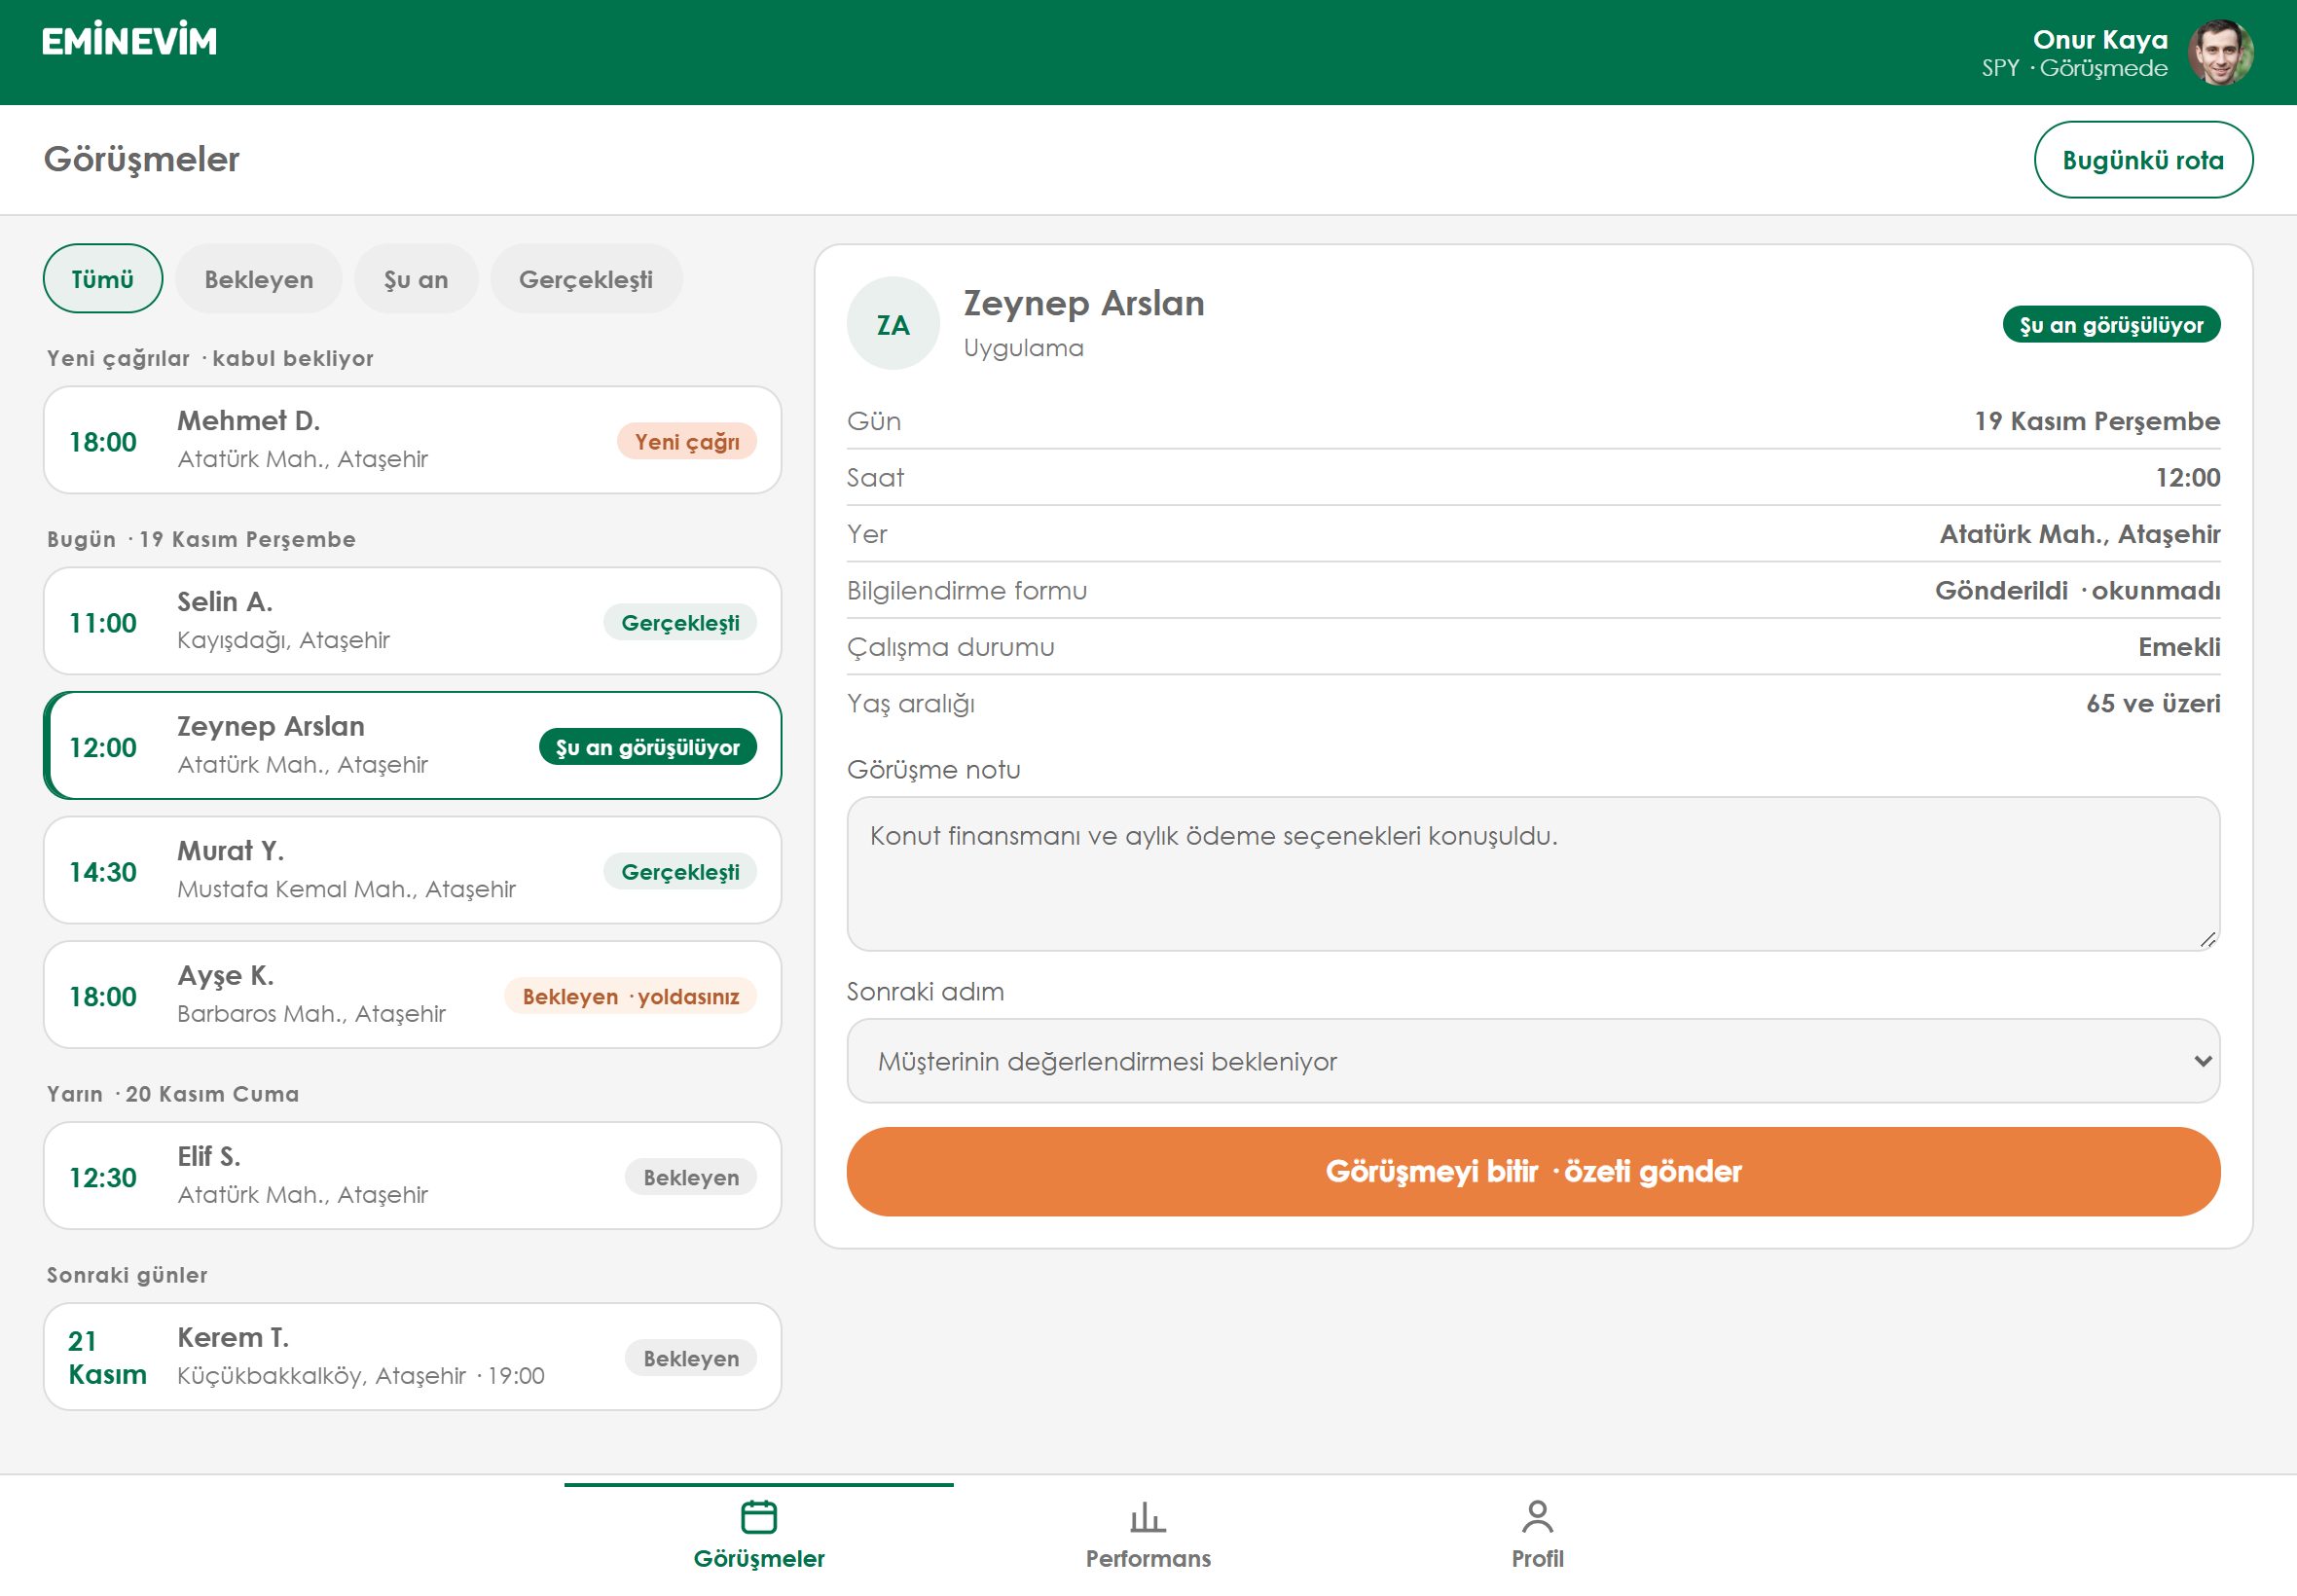 EMİNEVİM
Onur Kaya
SPY · Görüşmede
Görüşmeler
Bugünkü rota
Tümü
Bekleyen
Şu an
Gerçekleşti
Yeni çağrılar · kabul bekliyor
18:00
Mehmet D.
Atatürk Mah., Ataşehir
Yeni çağrı
Bugün · 19 Kasım Perşembe
11:00
Selin A.
Kayışdağı, Ataşehir
Gerçekleşti
12:00
Zeynep Arslan
Atatürk Mah., Ataşehir
Şu an görüşülüyor
14:30
Murat Y.
Mustafa Kemal Mah., Ataşehir
Gerçekleşti
18:00
Ayşe K.
Barbaros Mah., Ataşehir
Bekleyen · yoldasınız
Yarın · 20 Kasım Cuma
12:30
Elif S.
Atatürk Mah., Ataşehir
Bekleyen
Sonraki günler
21
Kasım
Kerem T.
Küçükbakkalköy, Ataşehir · 19:00
Bekleyen
ZA
Zeynep Arslan
Uygulama
Şu an görüşülüyor
Gün
19 Kasım Perşembe
Saat
12:00
Yer
Atatürk Mah., Ataşehir
Bilgilendirme formu
Gönderildi · okunmadı
Çalışma durumu
Emekli
Yaş aralığı
65 ve üzeri
Görüşme notu
Konut finansmanı ve aylık ödeme seçenekleri konuşuldu.
Sonraki adım
Müşterinin değerlendirmesi bekleniyor
Görüşmeyi bitir · özeti gönder
Görüşmeler
Performans
Profil